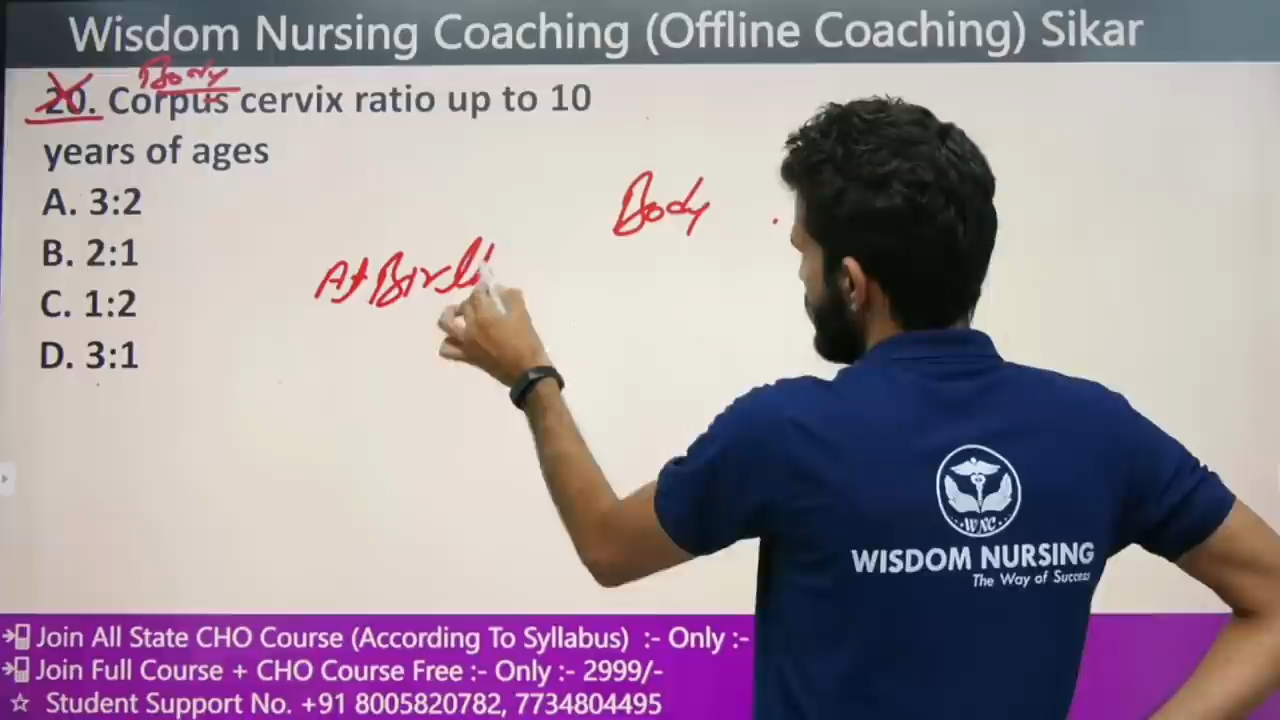 Wisdom Nursing Coaching (Offline Coaching) Sikar
Body
20. Corpus cervix ratio up to 10
years of ages
A. 3:2
B. 2:1
C. 1:2
D. 3:1
Body
At Birth
WNC
WISDOM NURSING
The Way of Success
Join All State CHO Course (According To Syllabus) :- Only :-
Join Full Course + CHO Course Free :- Only :- 2999/-
☆ Student Support No. +91 8005820782, 7734804495